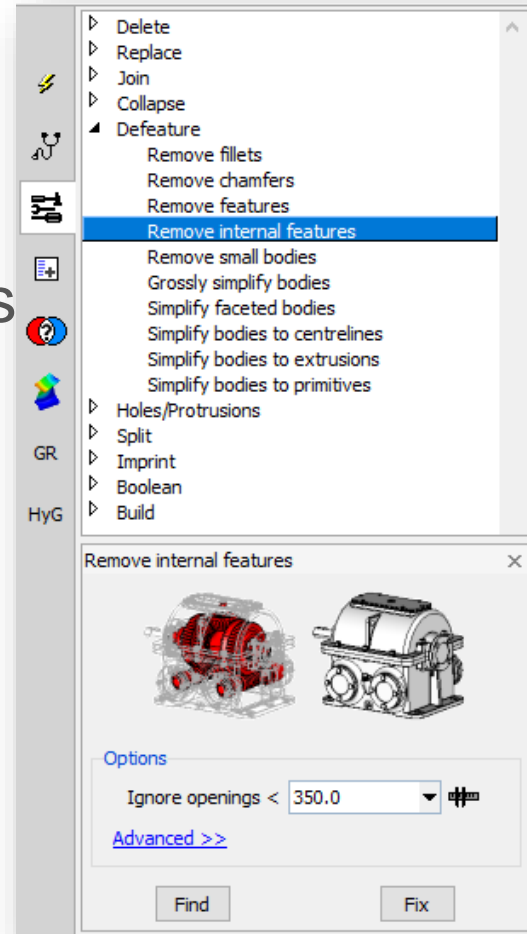 Delete
Replace
Join
Collapse
Defeature
Remove fillets
Remove chamfers
Remove features
Remove internal features
Remove small bodies
Grossly simplify bodies
Simplify faceted bodies
Simplify bodies to centrelines
Simplify bodies to extrusions
Simplify bodies to primitives
Holes/Protrusions
Split
Imprint
Boolean
Build
s
?
GR
HyG
Remove internal features
Options
Ignore openings < 350.0
Advanced >>
Find Fix